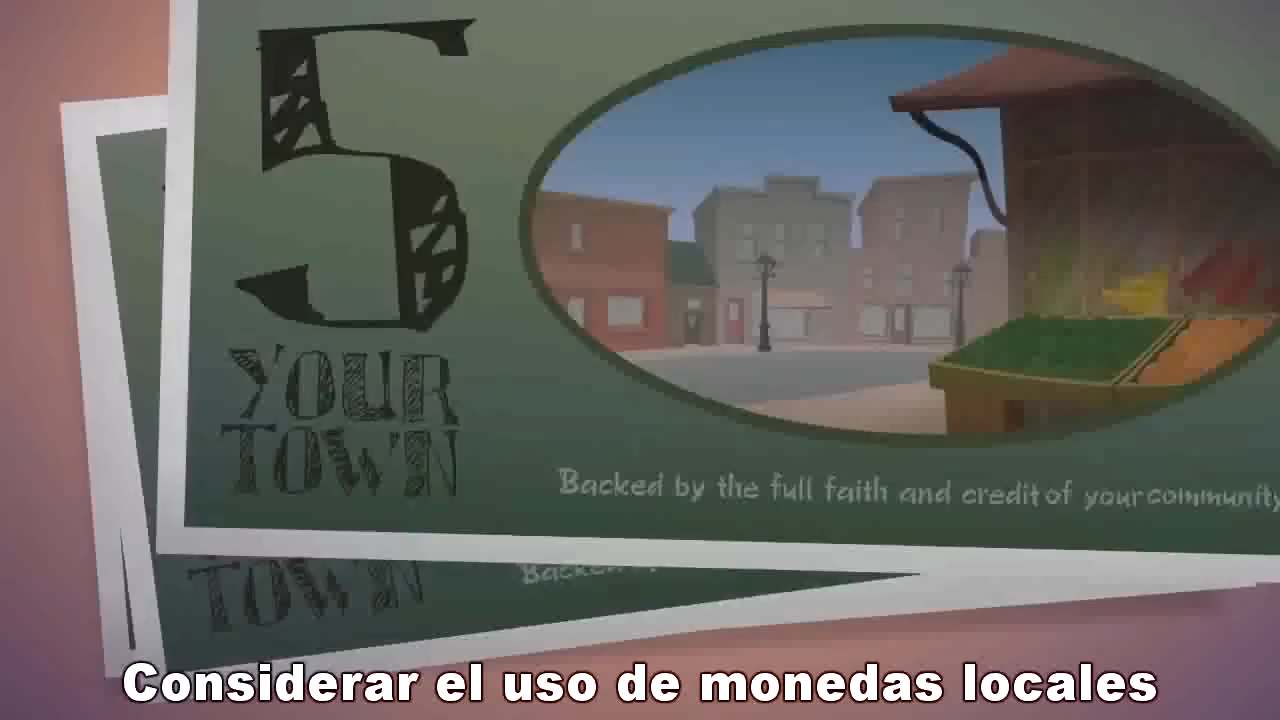 5
YOUR
TOWN
Backed by the full faith and credit of your community
TOWN
Backed
Considerar el uso de monedas locales